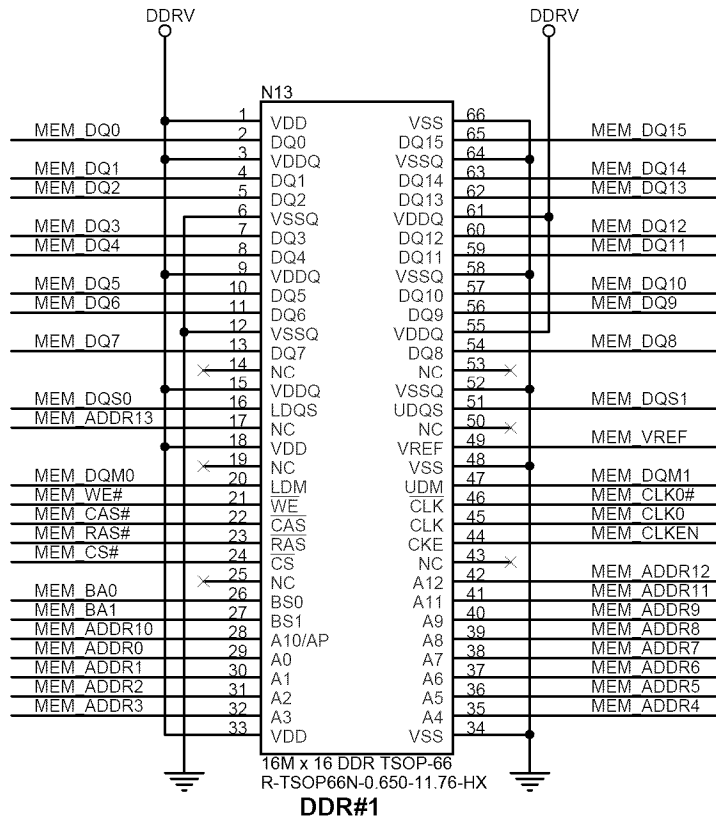 DDRV DDRV
N13
1 VDD VSS 66
MEM_DQ0 2 DQ0 DQ15 65 MEM_DQ15
3 VDDQ VSSQ 64
MEM_DQ1 4 DQ1 DQ14 63 MEM_DQ14
MEM_DQ2 5 DQ2 DQ13 62 MEM_DQ13
6 VSSQ VDDQ 61
MEM_DQ3 7 DQ3 DQ12 60 MEM_DQ12
MEM_DQ4 8 DQ4 DQ11 59 MEM_DQ11
9 VDDQ VSSQ 58
MEM_DQ5 10 DQ5 DQ10 57 MEM_DQ10
MEM_DQ6 11 DQ6 DQ9 56 MEM_DQ9
12 VSSQ VDDQ 55
MEM_DQ7 13 DQ7 DQ8 54 MEM_DQ8
14 NC NC 53
15 VDDQ VSSQ 52
MEM_DQS0 16 LDQS UDQS 51 MEM_DQS1
MEM_ADDR13 17 NC NC 50
18 VDD VREF 49 MEM_VREF
19 NC VSS 48
MEM_DQM0 20 LDM UDM 47 MEM_DQM1
MEM_WE# 21 WE CLK 46 MEM_CLK0#
MEM_CAS# 22 CAS CLK 45 MEM_CLK0
MEM_RAS# 23 RAS CKE 44 MEM_CLKEN
MEM_CS# 24 CS NC 43
25 NC A12 42 MEM_ADDR12
MEM_BA0 26 BS0 A11 41 MEM_ADDR11
MEM_BA1 27 BS1 A9 40 MEM_ADDR9
MEM_ADDR10 28 A10/AP A8 39 MEM_ADDR8
MEM_ADDR0 29 A0 A7 38 MEM_ADDR7
MEM_ADDR1 30 A1 A6 37 MEM_ADDR6
MEM_ADDR2 31 A2 A5 36 MEM_ADDR5
MEM_ADDR3 32 A3 A4 35 MEM_ADDR4
33 VDD VSS 34
16M x 16 DDR TSOP-66
R-TSOP66N-0.650-11.76-HX
DDR#1